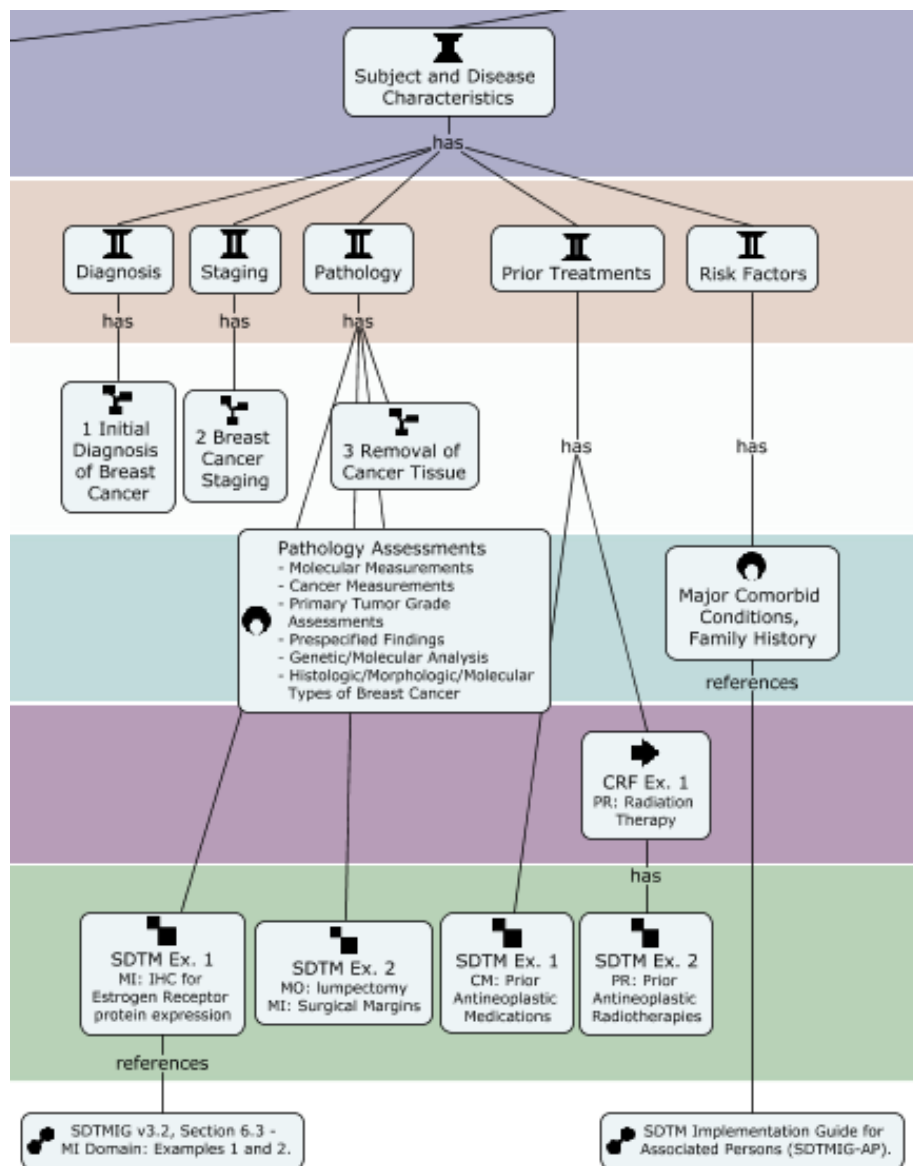 Subject and Disease
Characteristics
has
Diagnosis
Staging
Pathology
Prior Treatments
Risk Factors
has
has
has
1 Initial
Diagnosis
of Breast
Cancer
2 Breast
Cancer
Staging
3 Removal of
Cancer Tissue
has
has
Pathology Assessments
- Molecular Measurements
- Cancer Measurements
- Primary Tumor Grade
Assessments
- Prespecified Findings
- Genetic/Molecular Analysis
- Histologic/Morphologic/Molecular
Types of Breast Cancer
Major Comorbid
Conditions,
Family History
references
CRF Ex. 1
PR: Radiation
Therapy
has
SDTM Ex. 1
MI: IHC for
Estrogen Receptor
protein expression
SDTM Ex. 2
MO: lumpectomy
MI: Surgical Margins
SDTM Ex. 1
CM: Prior
Antineoplastic
Medications
SDTM Ex. 2
PR: Prior
Antineoplastic
Radiotherapies
references
SDTMIG v3.2, Section 6.3 -
MI Domain: Examples 1 and 2.
SDTM Implementation Guide for
Associated Persons (SDTMIG-AP).